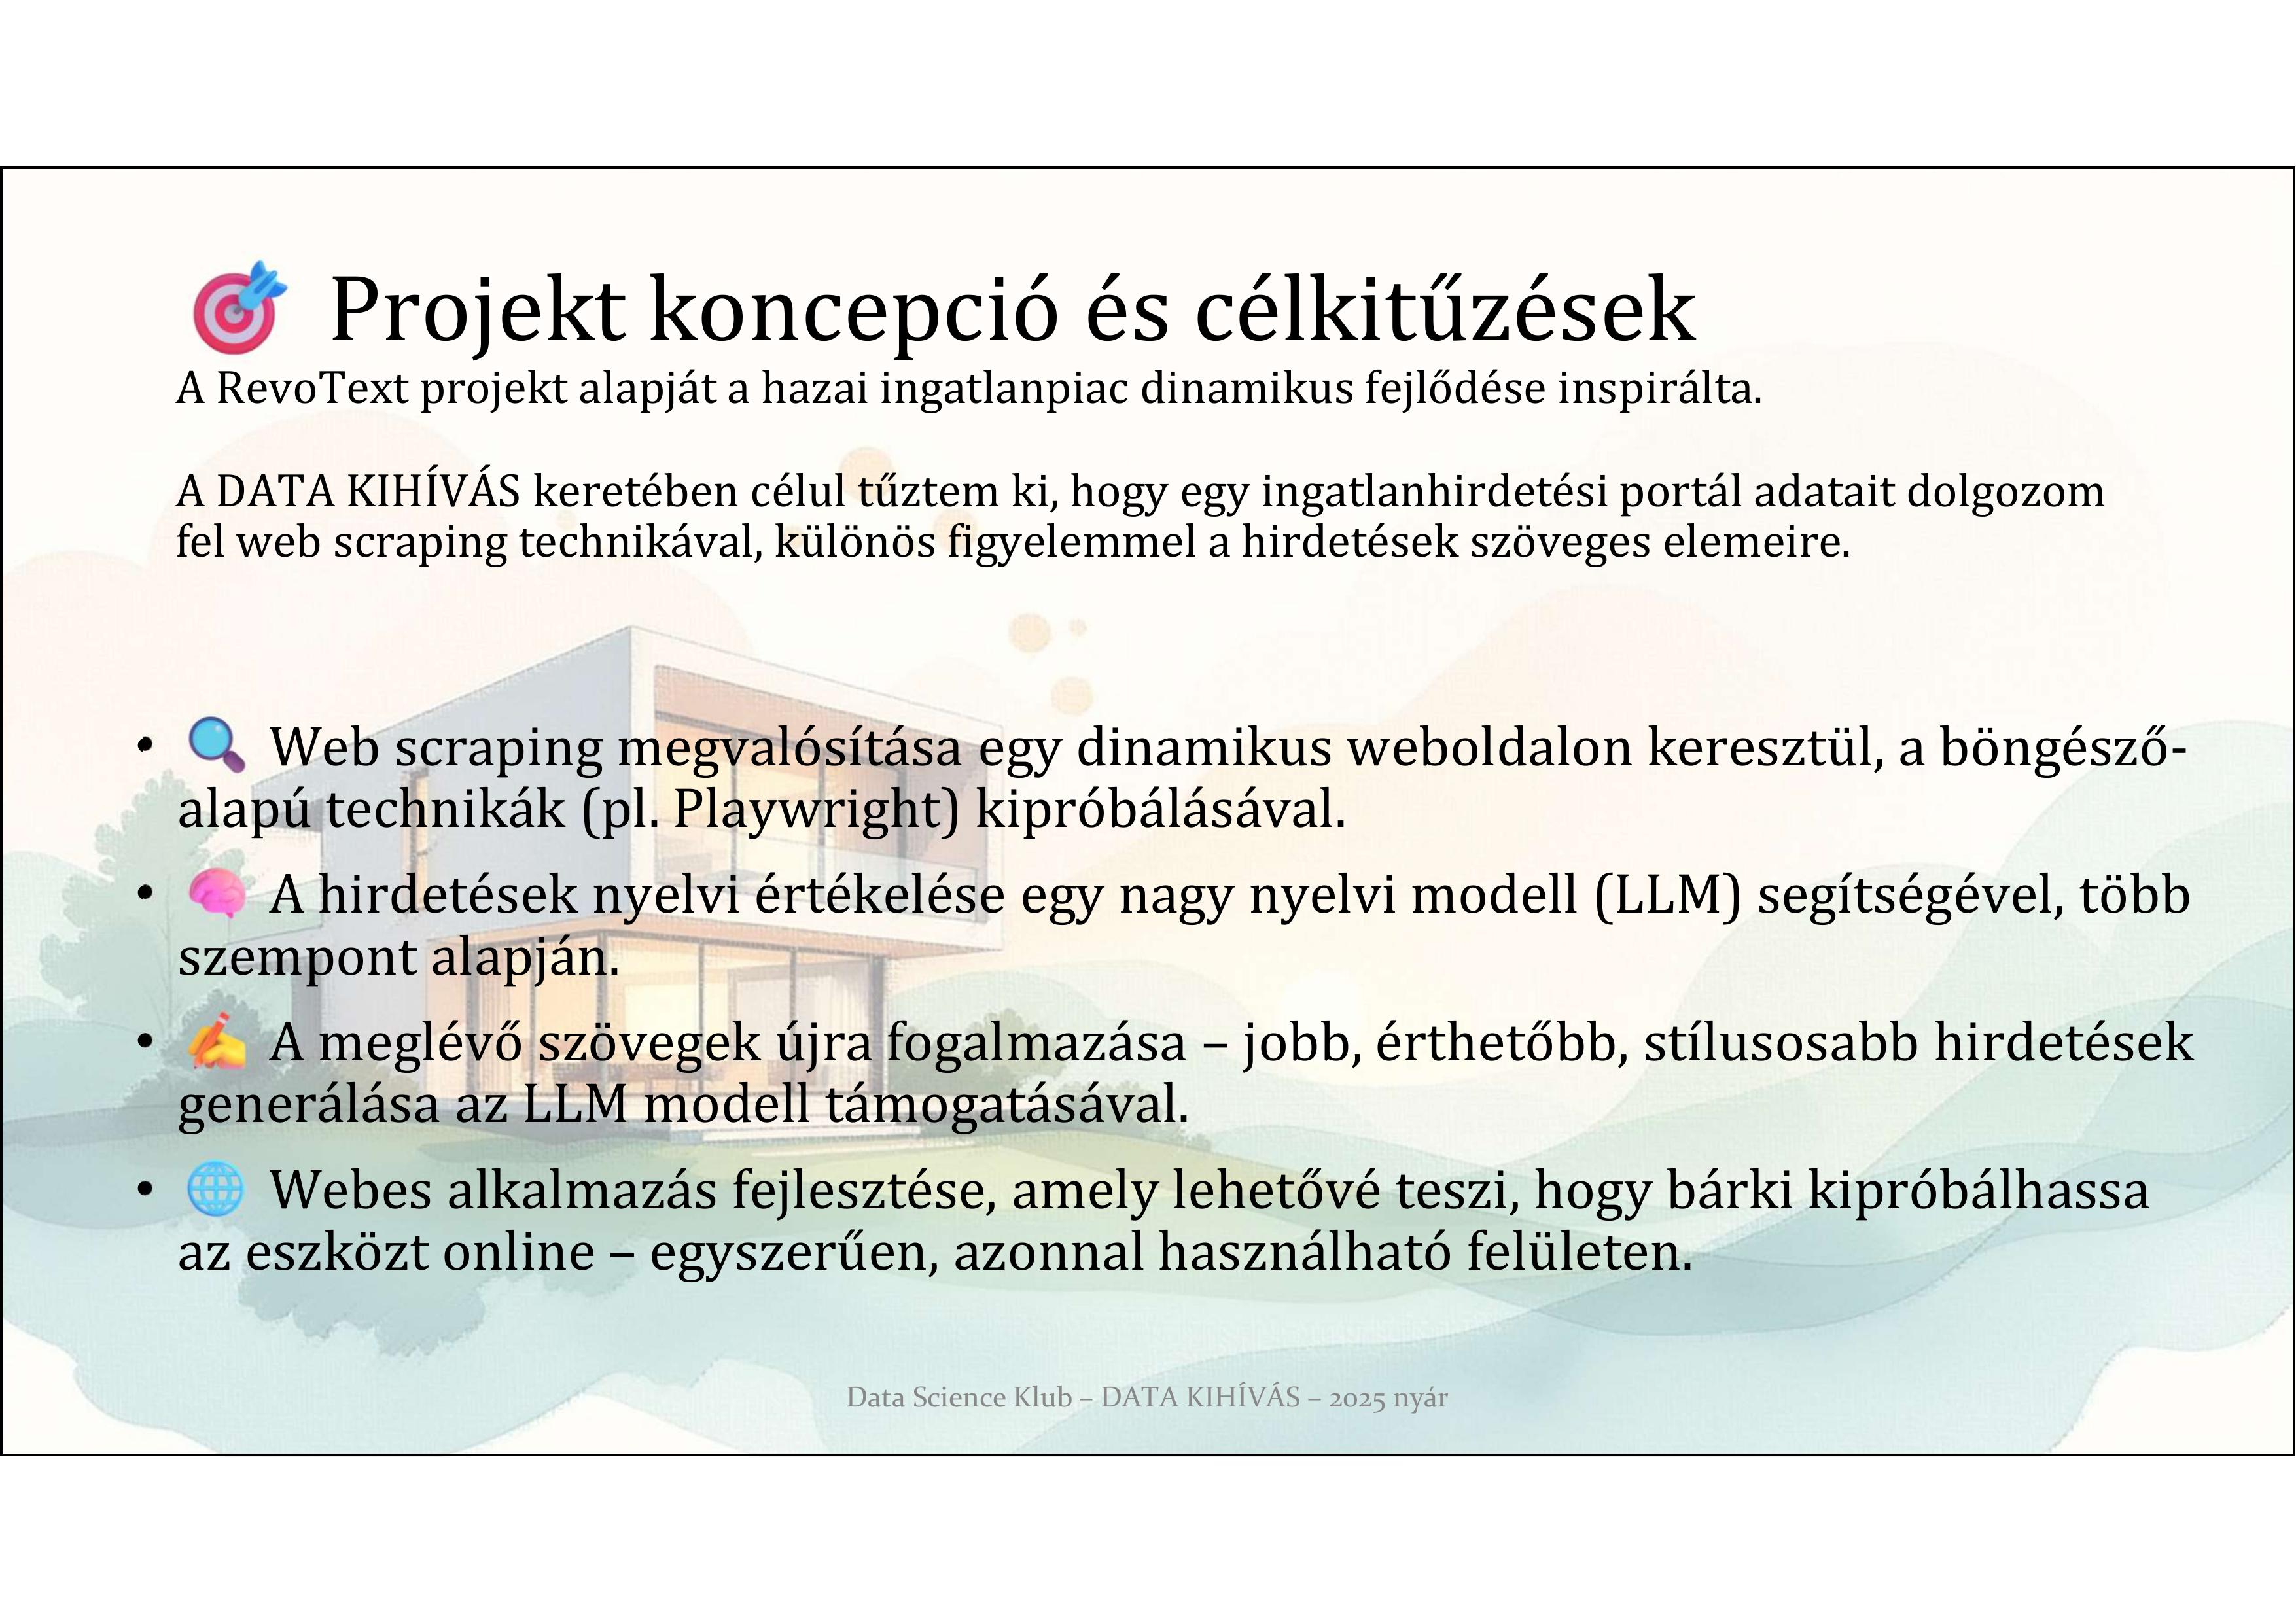 🎯 Projekt koncepció és célkitűzések
A RevoText projekt alapját a hazai ingatlanpiac dinamikus fejlődése inspirálta.
A DATA KIHÍVÁS keretében célul tűztem ki, hogy egy ingatlanhirdetési portál adatait dolgozom
fel web scraping technikával, különös figyelemmel a hirdetések szöveges elemeire.
• 🔍 Web scraping megvalósítása egy dinamikus weboldalon keresztül, a böngésző-
alapú technikák (pl. Playwright) kipróbálásával.
• 🧠 A hirdetések nyelvi értékelése egy nagy nyelvi modell (LLM) segítségével, több
szempont alapján.
• ✍️ A meglévő szövegek újra fogalmazása – jobb, érthetőbb, stílusosabb hirdetések
generálása az LLM modell támogatásával.
• 🌐 Webes alkalmazás fejlesztése, amely lehetővé teszi, hogy bárki kipróbálhassa
az eszközt online – egyszerűen, azonnal használható felületen.
Data Science Klub – DATA KIHÍVÁS – 2025 nyár